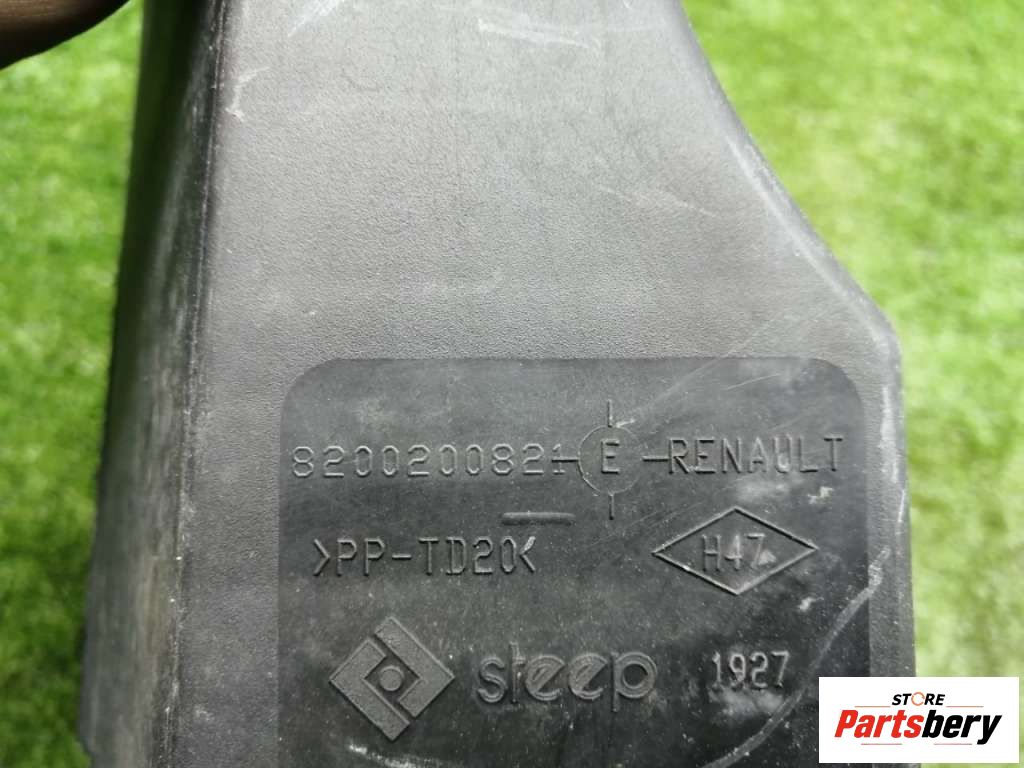 8200200821-E-RENAULT
>PP-TD20<
H47
steep
1927
STORE
Partsbery